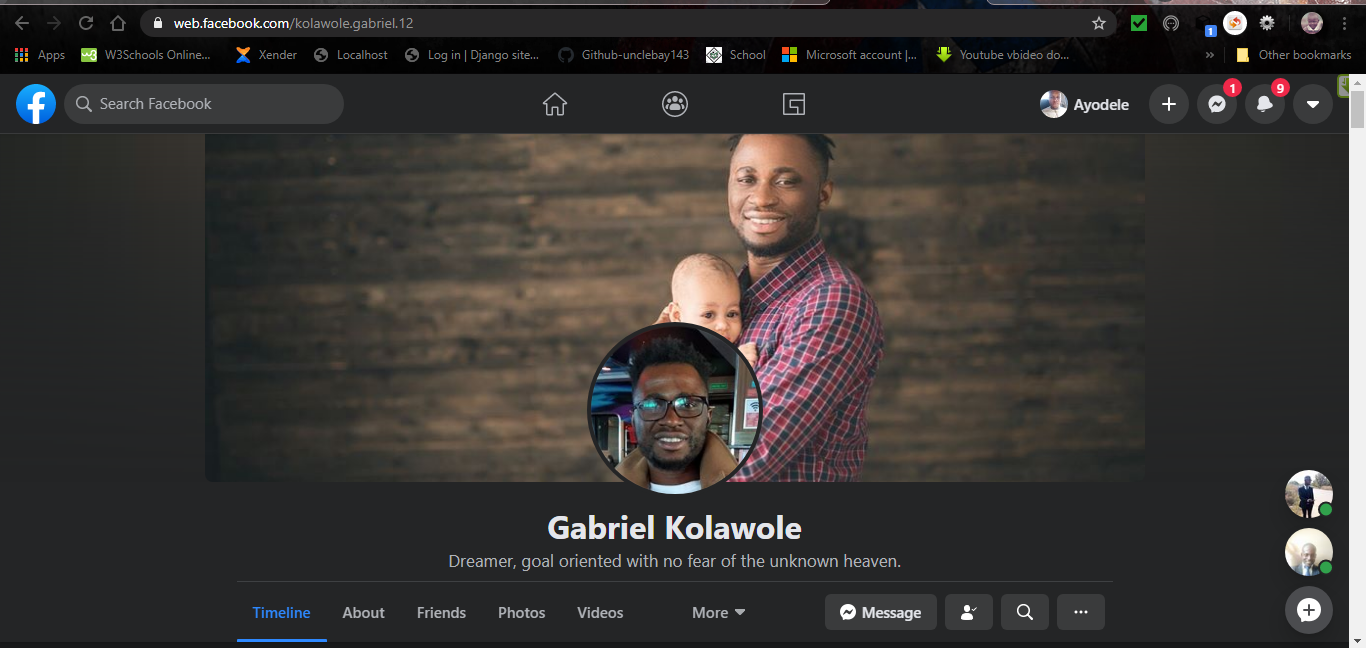 web.facebook.com/kolawole.gabriel.12
1
Apps
W3Schools Online...
Xender
Localhost
Log in | Django site...
Github-unclebay143
School
Microsoft account |...
Youtube vbideo do...
»
Other bookmarks
Search Facebook
Ayodele
1
9
Gabriel Kolawole
Dreamer, goal oriented with no fear of the unknown heaven.
Timeline
About
Friends
Photos
Videos
More
Message